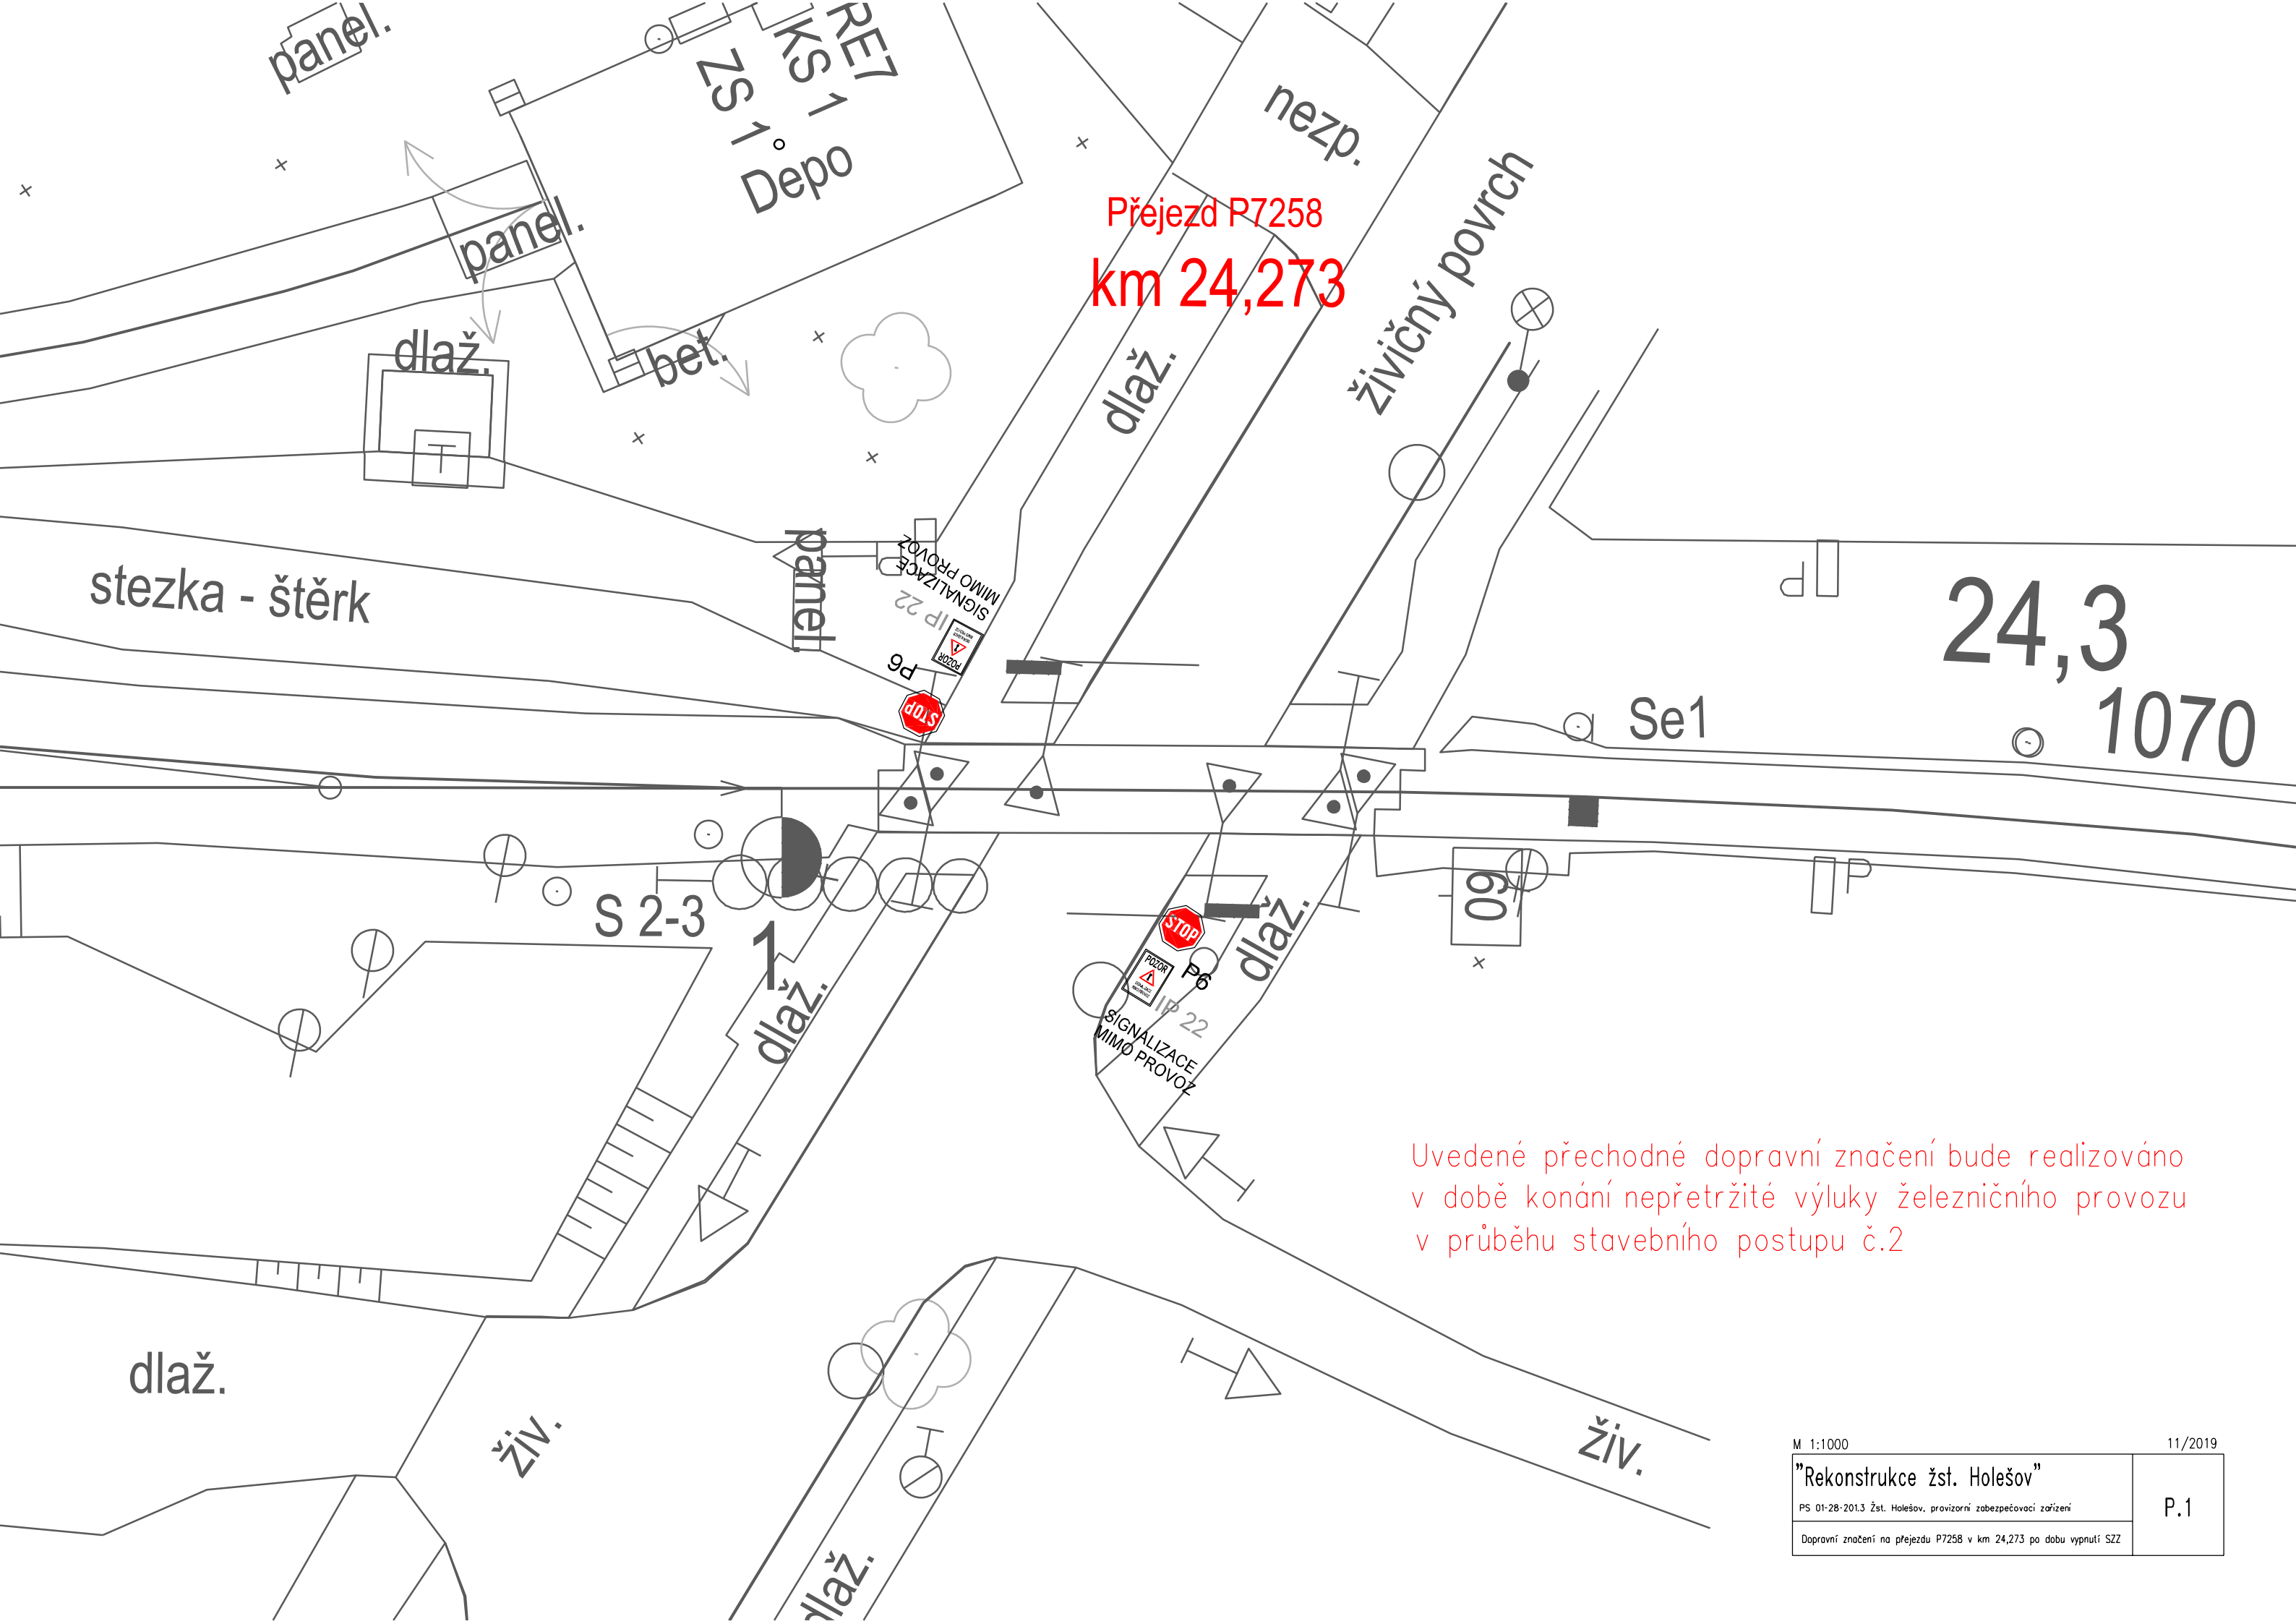 panel.
RE7
KS 1
ZS 1
Depo
nezp.
Přejezd P7258
km 24,273
živičný povrch
panel.
dlaž.
bet.
dlaž.
panel.
SIGNALIZACE
MIMO PROVOZ
IP 22
POZOR
P6
STOP
stezka - štěrk
24,3
1070
Se1
S 2-3
1
dlaž.
STOP
P6
POZOR
IP 22
SIGNALIZACE
MIMO PROVOZ
dlaž.
60
Uvedené přechodné dopravní značení bude realizováno
v době konání nepřetržité výluky železničního provozu
v průběhu stavebního postupu č.2
dlaž.
živ.
živ.
dlaž.
M 1:1000
11/2019
"Rekonstrukce žst. Holešov"
PS 01-28-201.3 Žst. Holešov, provizorní zabezpečovací zařízení
P.1
Dopravní značení na přejezdu P7258 v km 24,273 po dobu vypnutí SZZ